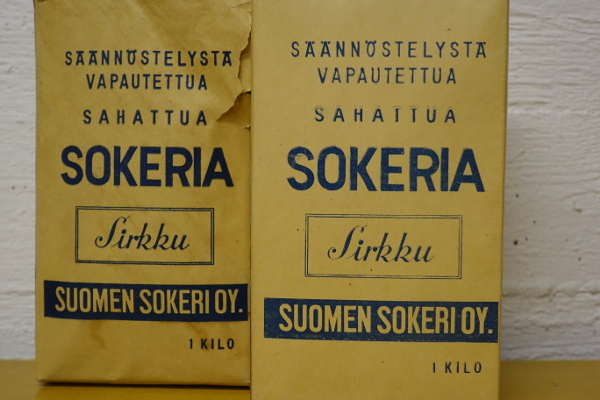 SÄÄNNÖSTELYSTÄ
VAPAUTETTUA
SAHATTUA
SOKERIA
Sirkku
SUOMEN SOKERI OY.
1 KILO
SÄÄNNÖSTELYSTÄ
VAPAUTETTUA
SAHATTUA
SOKERIA
Sirkku
SUOMEN SOKERI OY.
1 KILO